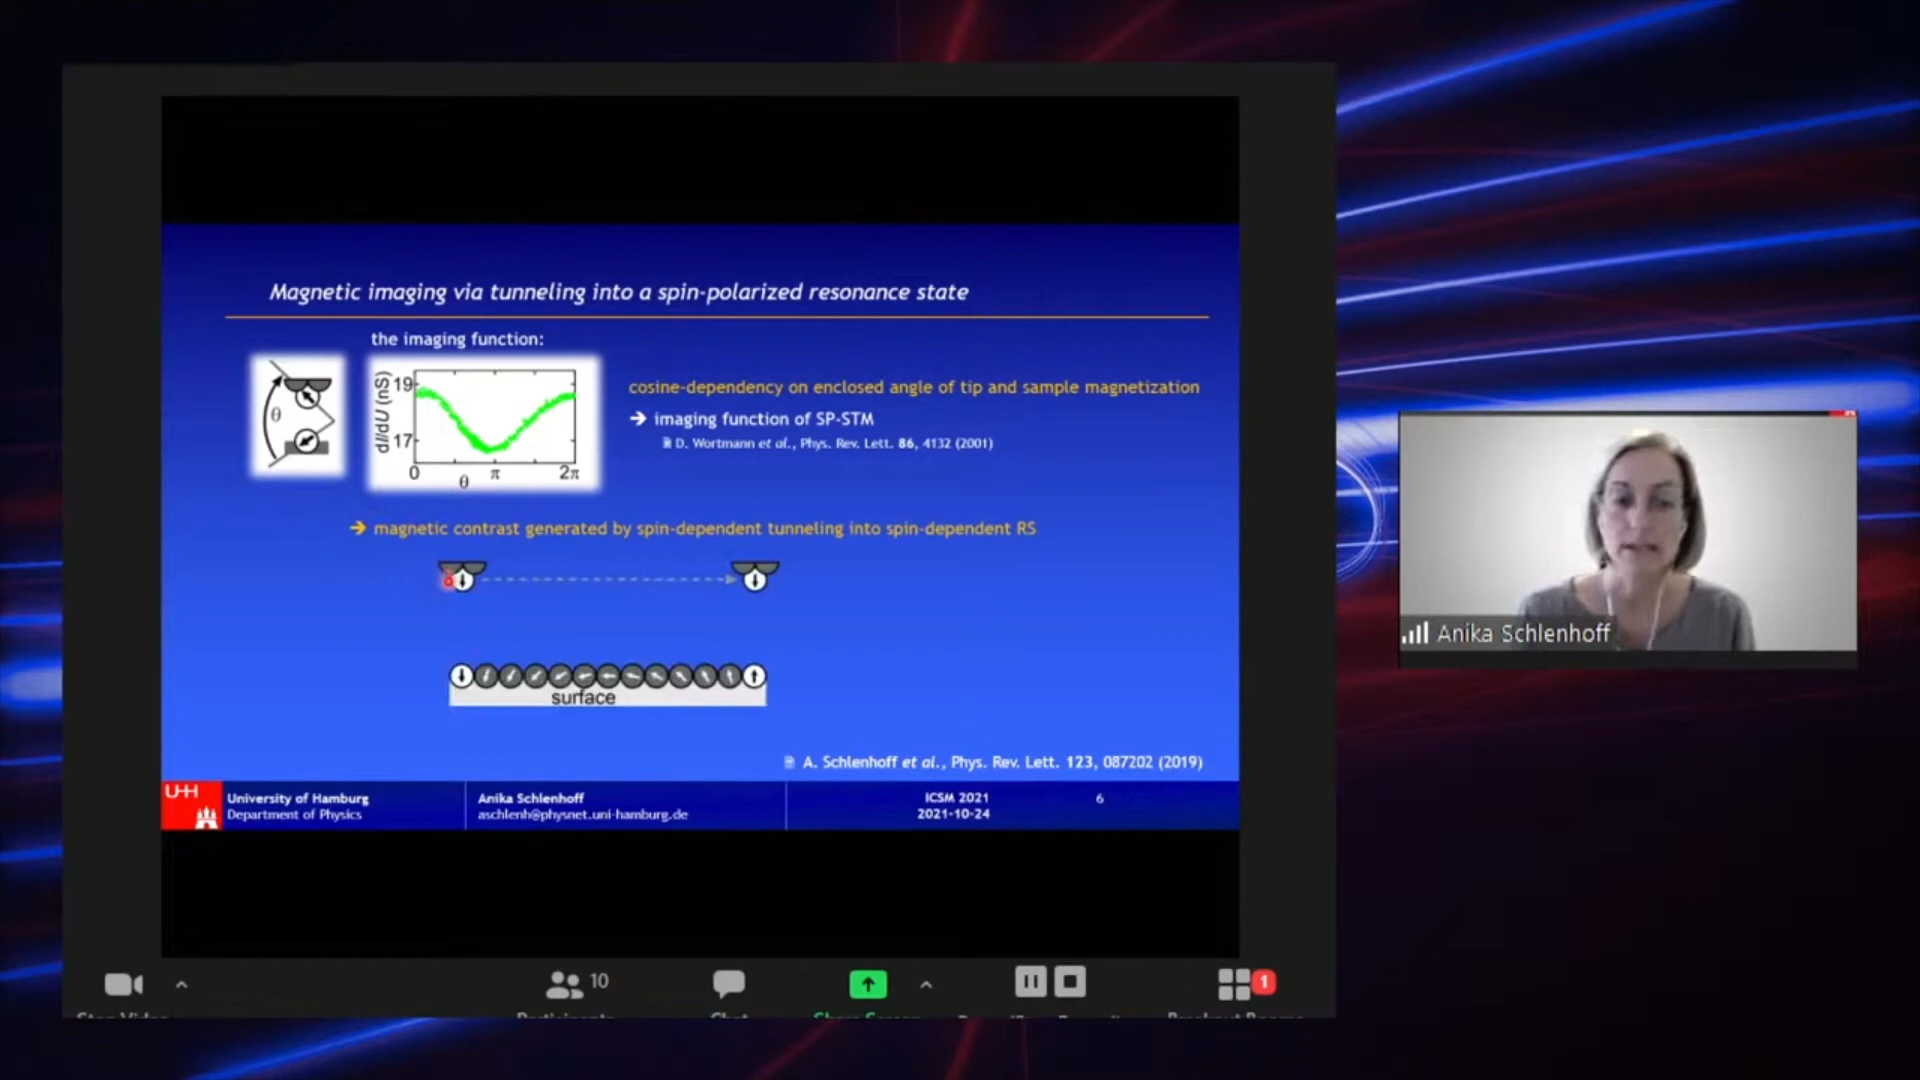 Magnetic imaging via tunneling into a spin-polarized resonance state
the imaging function:
θ
dI/dU (nS)
19
17
0
θ
π
2π
cosine-dependency on enclosed angle of tip and sample magnetization
➔ imaging function of SP-STM
D. Wortmann et al., Phys. Rev. Lett. 86, 4132 (2001)
➔ magnetic contrast generated by spin-dependent tunneling into spin-dependent RS
surface
A. Schlenhoff et al., Phys. Rev. Lett. 123, 087202 (2019)
UHH
University of Hamburg
Department of Physics
Anika Schlenhoff
aschlenh@physnet.uni-hamburg.de
ICSM 2021
2021-10-24
6
Anika Schlenhoff
10
1